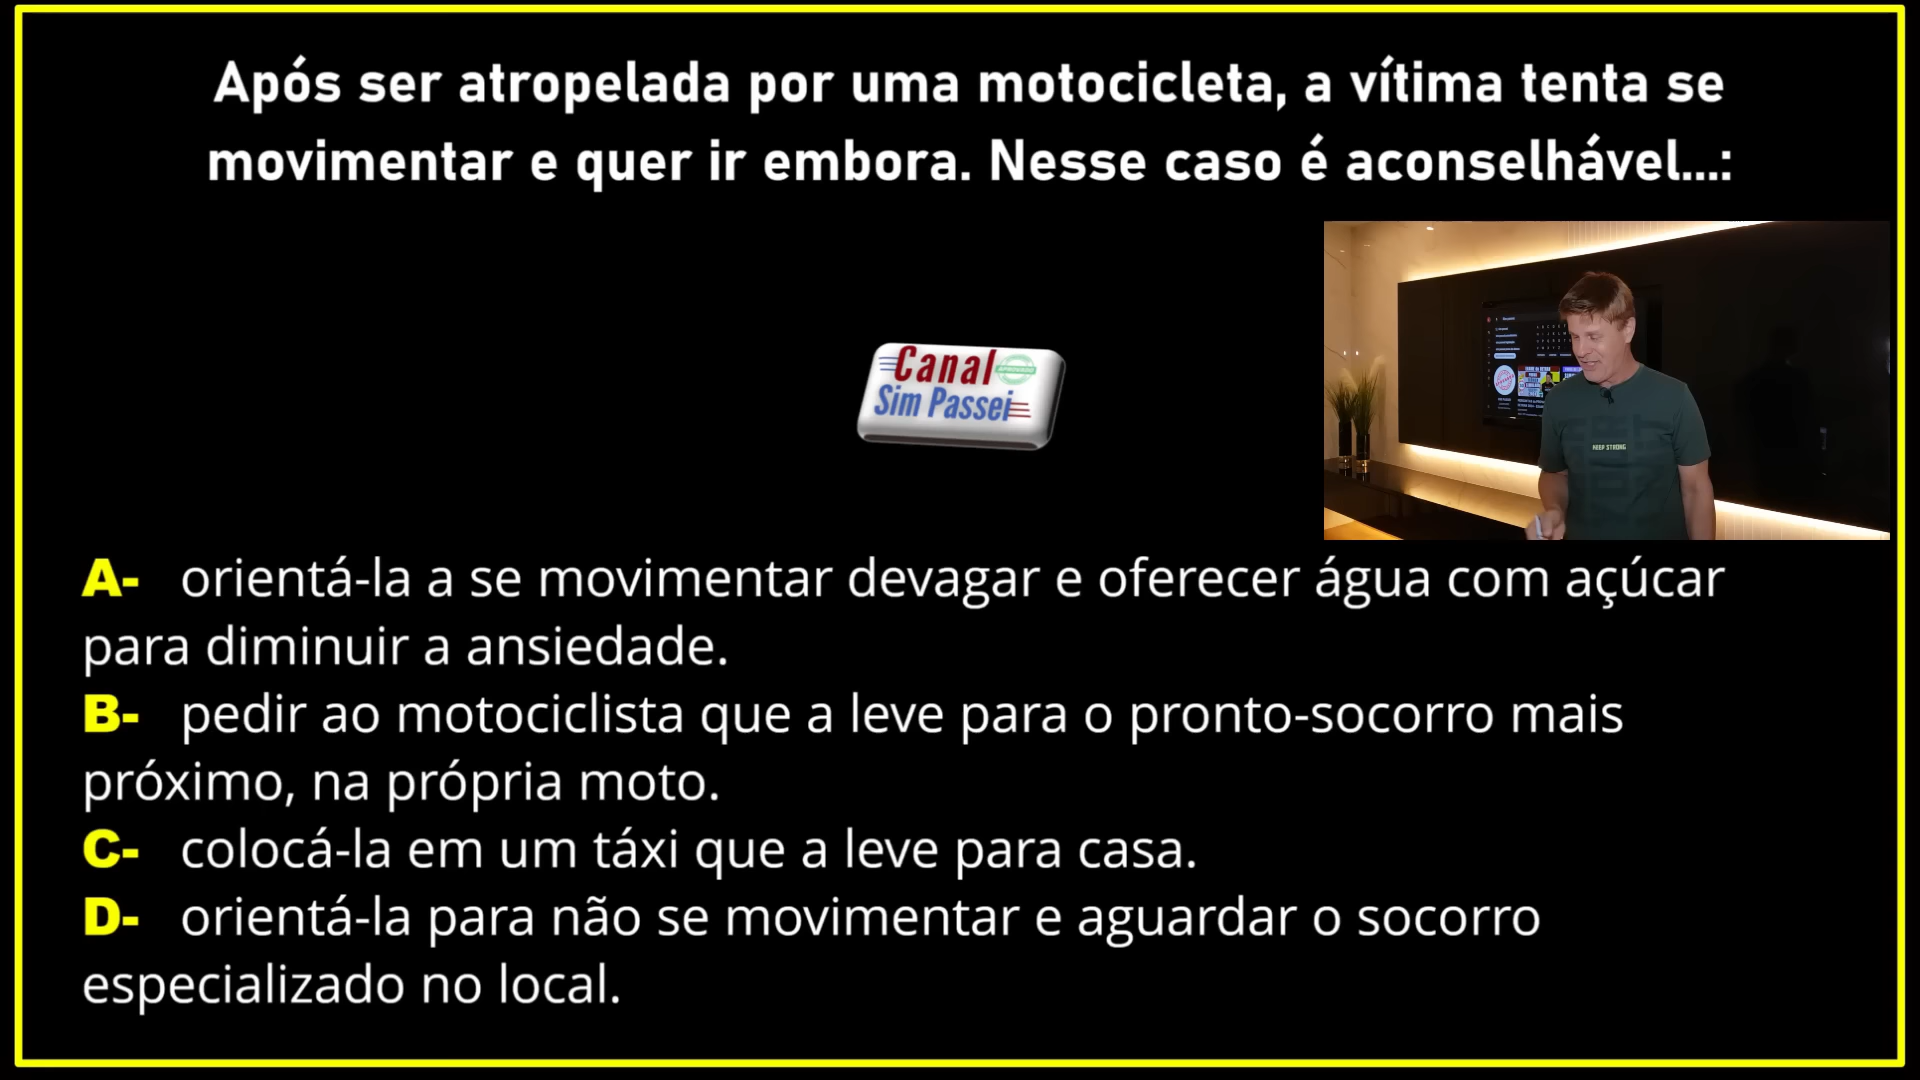 Após ser atropelada por uma motocicleta, a vítima tenta se
movimentar e quer ir embora. Nesse caso é aconselhável...:
Canal
APROVADO
Sim Passei
KEEP STRONG
A- orientá-la a se movimentar devagar e oferecer água com açúcar
para diminuir a ansiedade.
B- pedir ao motociclista que a leve para o pronto-socorro mais
próximo, na própria moto.
C- colocá-la em um táxi que a leve para casa.
D- orientá-la para não se movimentar e aguardar o socorro
especializado no local.